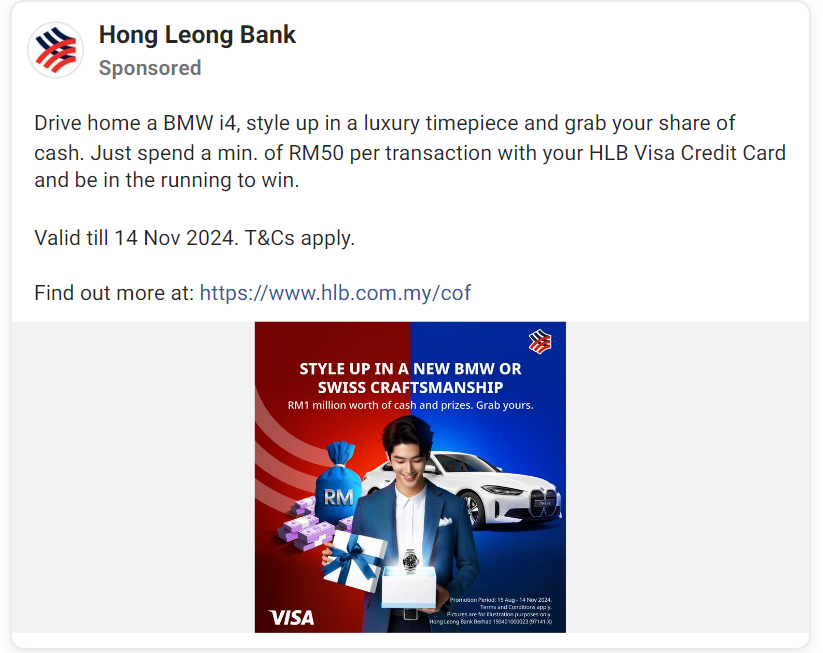 Hong Leong Bank
Sponsored
Drive home a BMW i4, style up in a luxury timepiece and grab your share of
cash. Just spend a min. of RM50 per transaction with your HLB Visa Credit Card
and be in the running to win.
Valid till 14 Nov 2024. T&Cs apply.
Find out more at: https://www.hlb.com.my/cof
STYLE UP IN A NEW BMW OR
SWISS CRAFTSMANSHIP
RM1 million worth of cash and prizes. Grab yours.
RM
VISA
Promotion Period: 15 Aug - 14 Nov 2024.
Terms and Conditions apply.
Pictures are for illustration purposes only.
Hong Leong Bank Berhad 193401000023 (97141-X)